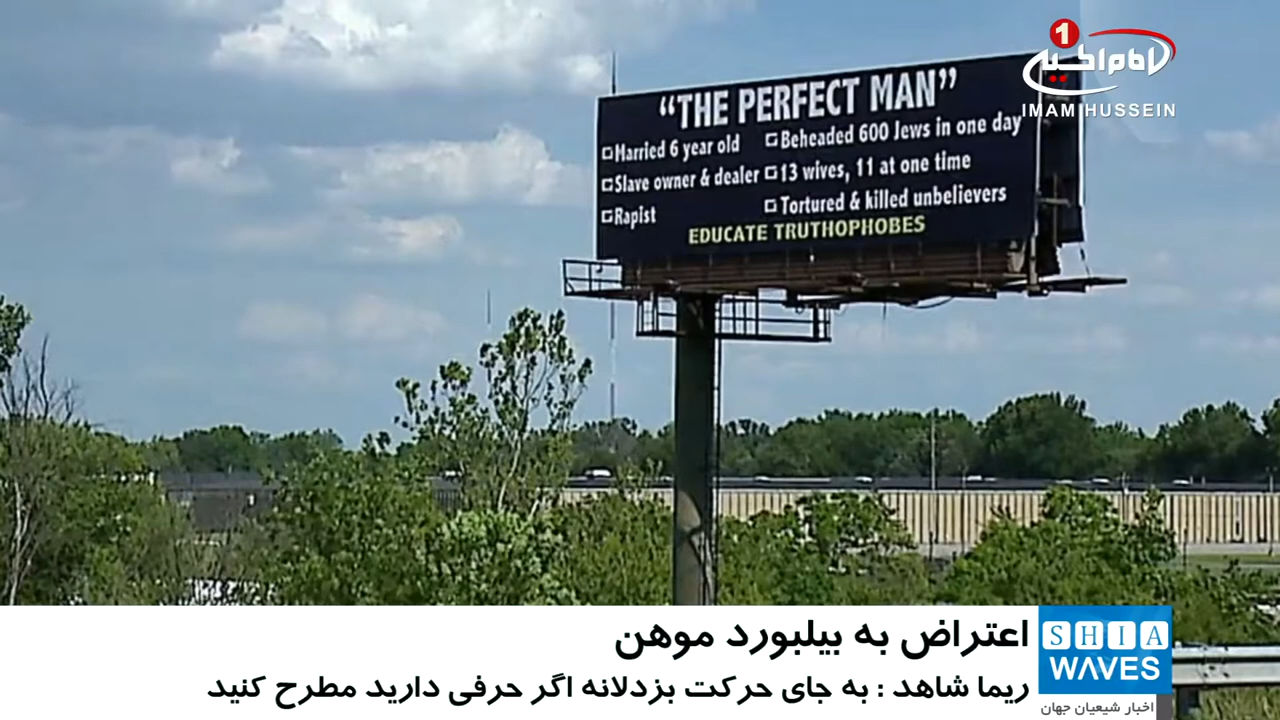 1
امام حسین
IMAM HUSSEIN
“THE PERFECT MAN”
Married 6 year old
Slave owner & dealer
Rapist
Beheaded 600 Jews in one day
13 wives, 11 at one time
Tortured & killed unbelievers
EDUCATE TRUTHOPHOBES
اعتراض به بیلبورد موهن
ریما شاهد : به جای حرکت بزدلانه اگر حرفی دارید مطرح کنید
SHIA
WAVES
اخبار شیعیان جهان